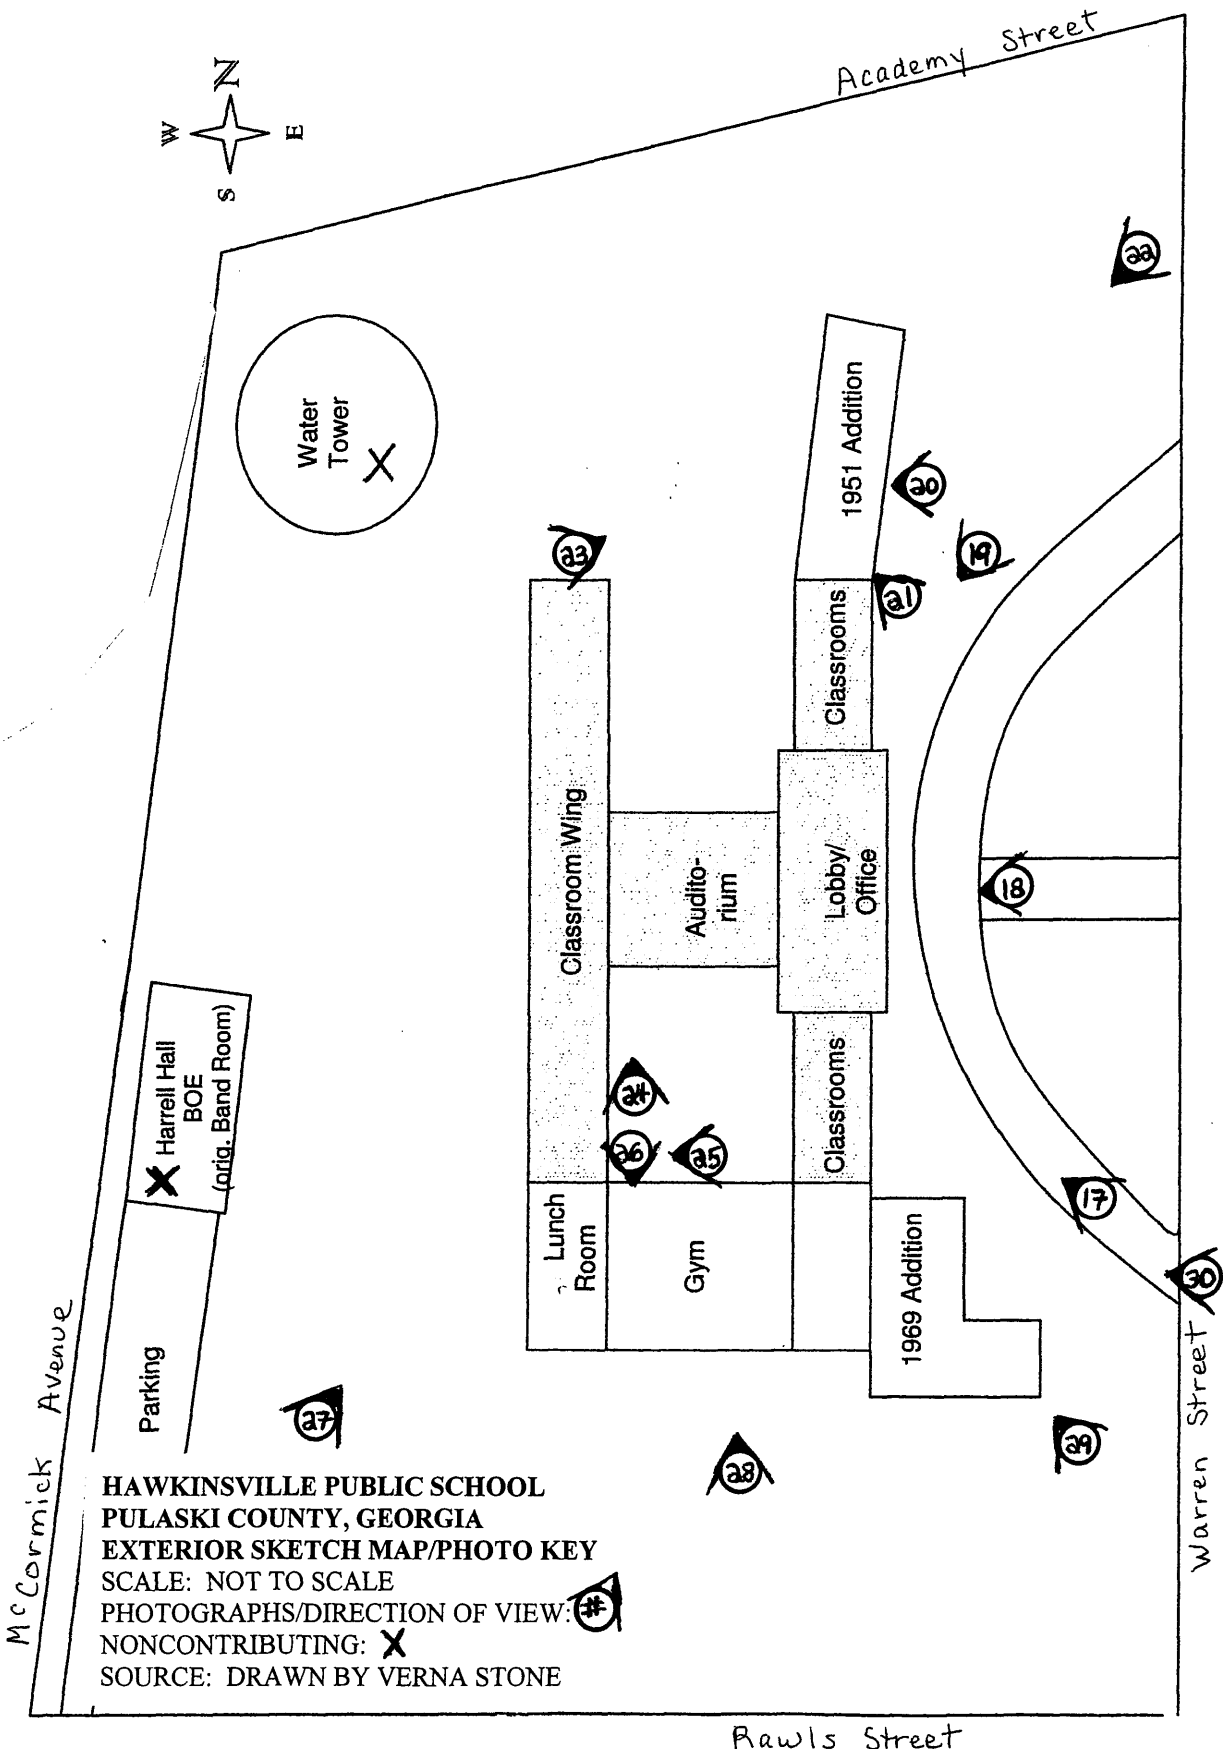 Academy Street
N
W
E
S
22
Water
Tower
X
1951 Addition
20
23
19
21
Classrooms
Classroom Wing
Audito-
rium
Lobby/
Office
18
X Harrell Hall
BOE
(orig. Band Room)
24
26
25
Classrooms
17
Lunch
Room
Gym
1969 Addition
30
Parking
McCormick Avenue
27
28
29
Warren Street
HAWKINSVILLE PUBLIC SCHOOL
PULASKI COUNTY, GEORGIA
EXTERIOR SKETCH MAP/PHOTO KEY
SCALE: NOT TO SCALE
PHOTOGRAPHS/DIRECTION OF VIEW: #
NONCONTRIBUTING: X
SOURCE: DRAWN BY VERNA STONE
Rawls Street